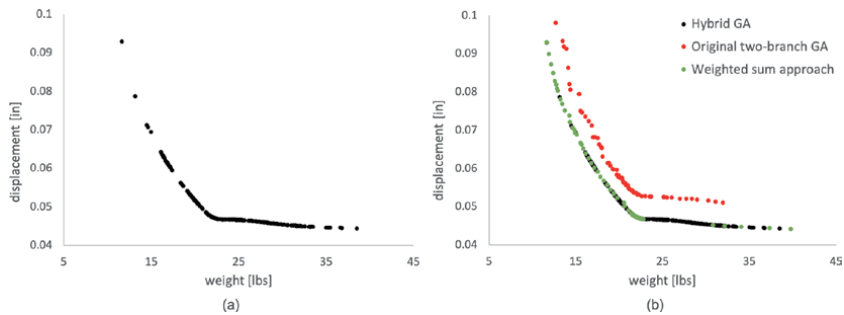 0.1
0.09
0.08
0.07
0.06
0.05
0.04
displacement [in]
5
15
25
35
45
weight [lbs]
(a)
0.1
0.09
0.08
0.07
0.06
0.05
0.04
displacement [in]
5
15
25
35
45
weight [lbs]
Hybrid GA
Original two-branch GA
Weighted sum approach
(b)